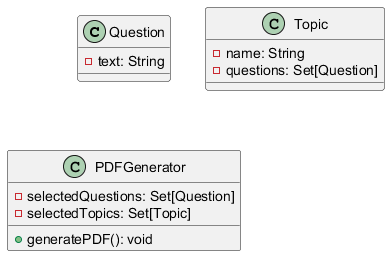 C Question
text: String
C Topic
name: String
questions: Set[Question]
C PDFGenerator
selectedQuestions: Set[Question]
selectedTopics: Set[Topic]
generatePDF(): void